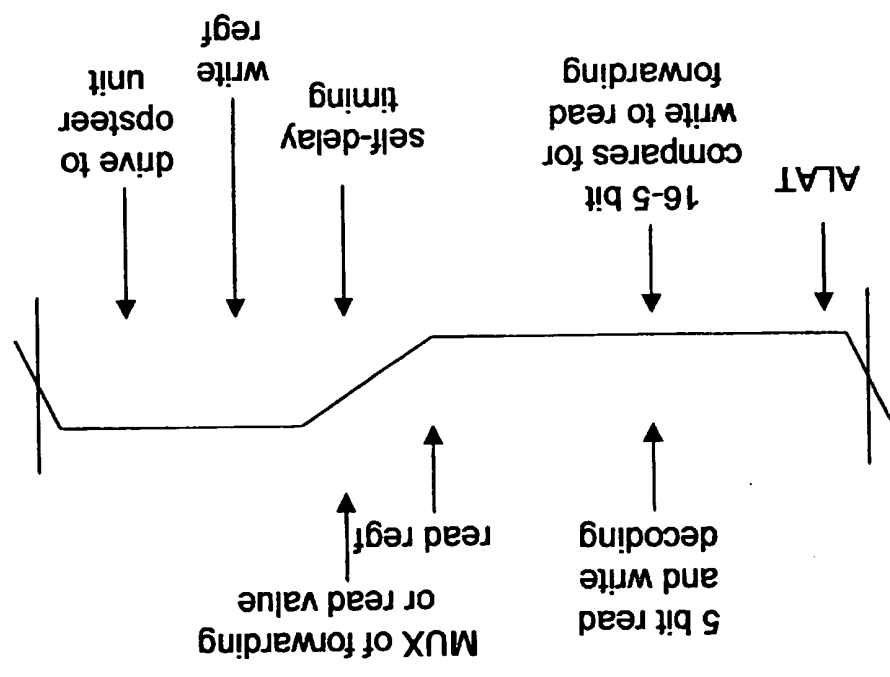 5 bit read
and write
decoding
read regf
MUX of forwarding
or read value
ALAT
16-5 bit
compares for
write to read
forwarding
self-delay
timing
write
regf
drive to
opsteer
unit